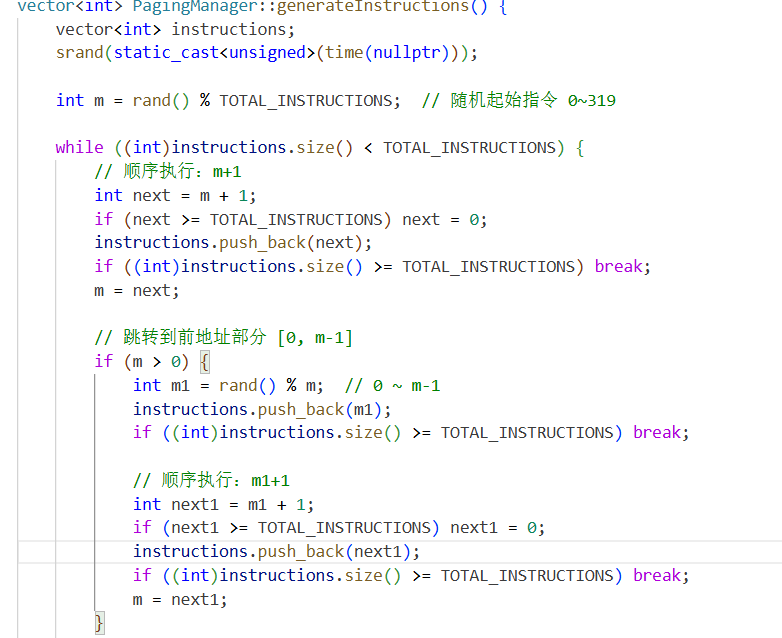 vector<int> PagingManager::generateInstructions() {
    vector<int> instructions;
    srand(static_cast<unsigned>(time(nullptr)));

    int m = rand() % TOTAL_INSTRUCTIONS;  // 随机起始指令 0~319

    while ((int)instructions.size() < TOTAL_INSTRUCTIONS) {
        // 顺序执行：m+1
        int next = m + 1;
        if (next >= TOTAL_INSTRUCTIONS) next = 0;
        instructions.push_back(next);
        if ((int)instructions.size() >= TOTAL_INSTRUCTIONS) break;
        m = next;

        // 跳转到前地址部分 [0, m-1]
        if (m > 0) {
            int m1 = rand() % m;  // 0 ~ m-1
            instructions.push_back(m1);
            if ((int)instructions.size() >= TOTAL_INSTRUCTIONS) break;

            // 顺序执行：m1+1
            int next1 = m1 + 1;
            if (next1 >= TOTAL_INSTRUCTIONS) next1 = 0;
            instructions.push_back(next1);
            if ((int)instructions.size() >= TOTAL_INSTRUCTIONS) break;
            m = next1;
        }